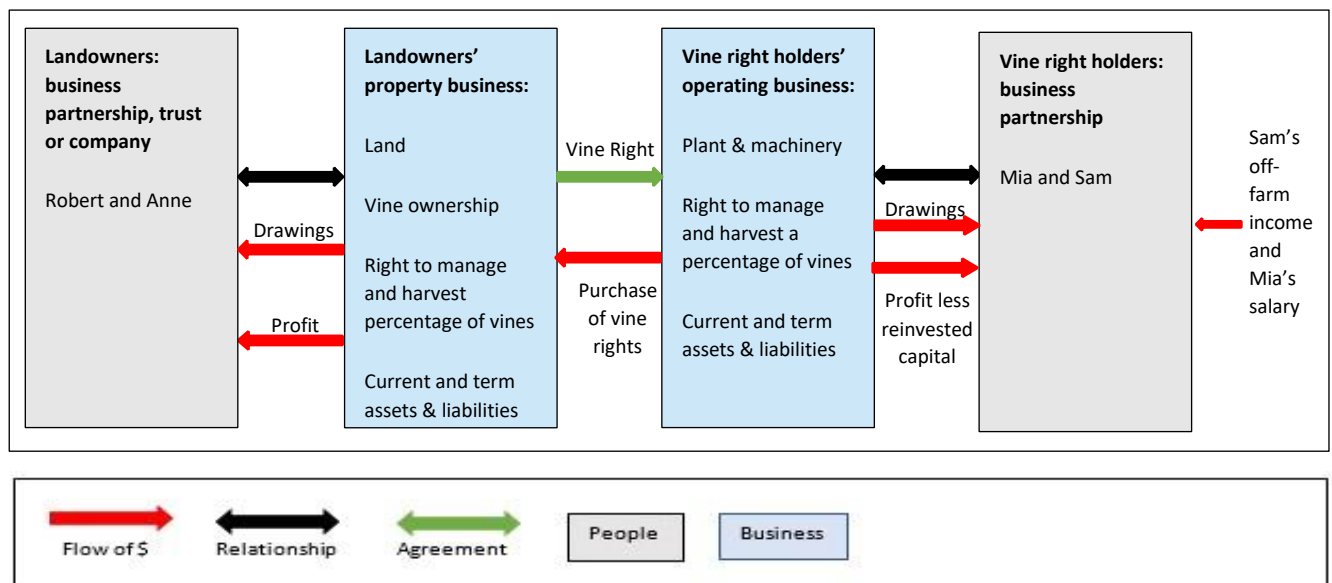 Landowners:
business
partnership, trust
or company
Robert and Anne
Drawings
Profit
Landowners’
property business:
Land
Vine ownership
Right to manage
and harvest
percentage of vines
Current and term
assets & liabilities
Vine Right
Purchase
of vine
rights
Vine right holders’
operating business:
Plant & machinery
Right to manage
and harvest a
percentage of vines
Current and term
assets & liabilities
Drawings
Profit less
reinvested
capital
Vine right holders:
business
partnership
Mia and Sam
Sam’s
off-
farm
income
and
Mia’s
salary
Flow of $
Relationship
Agreement
People
Business